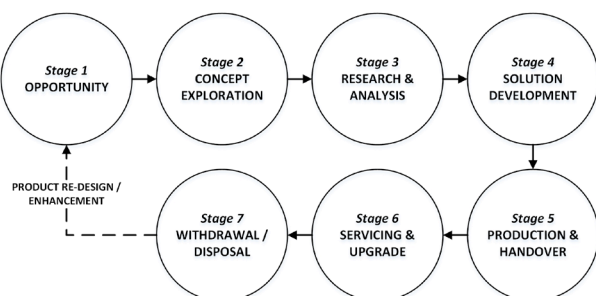 Stage 1
OPPORTUNITY
Stage 2
CONCEPT
EXPLORATION
Stage 3
RESEARCH &
ANALYSIS
Stage 4
SOLUTION
DEVELOPMENT
PRODUCT RE-DESIGN /
ENHANCEMENT
Stage 7
WITHDRAWAL /
DISPOSAL
Stage 6
SERVICING &
UPGRADE
Stage 5
PRODUCTION &
HANDOVER